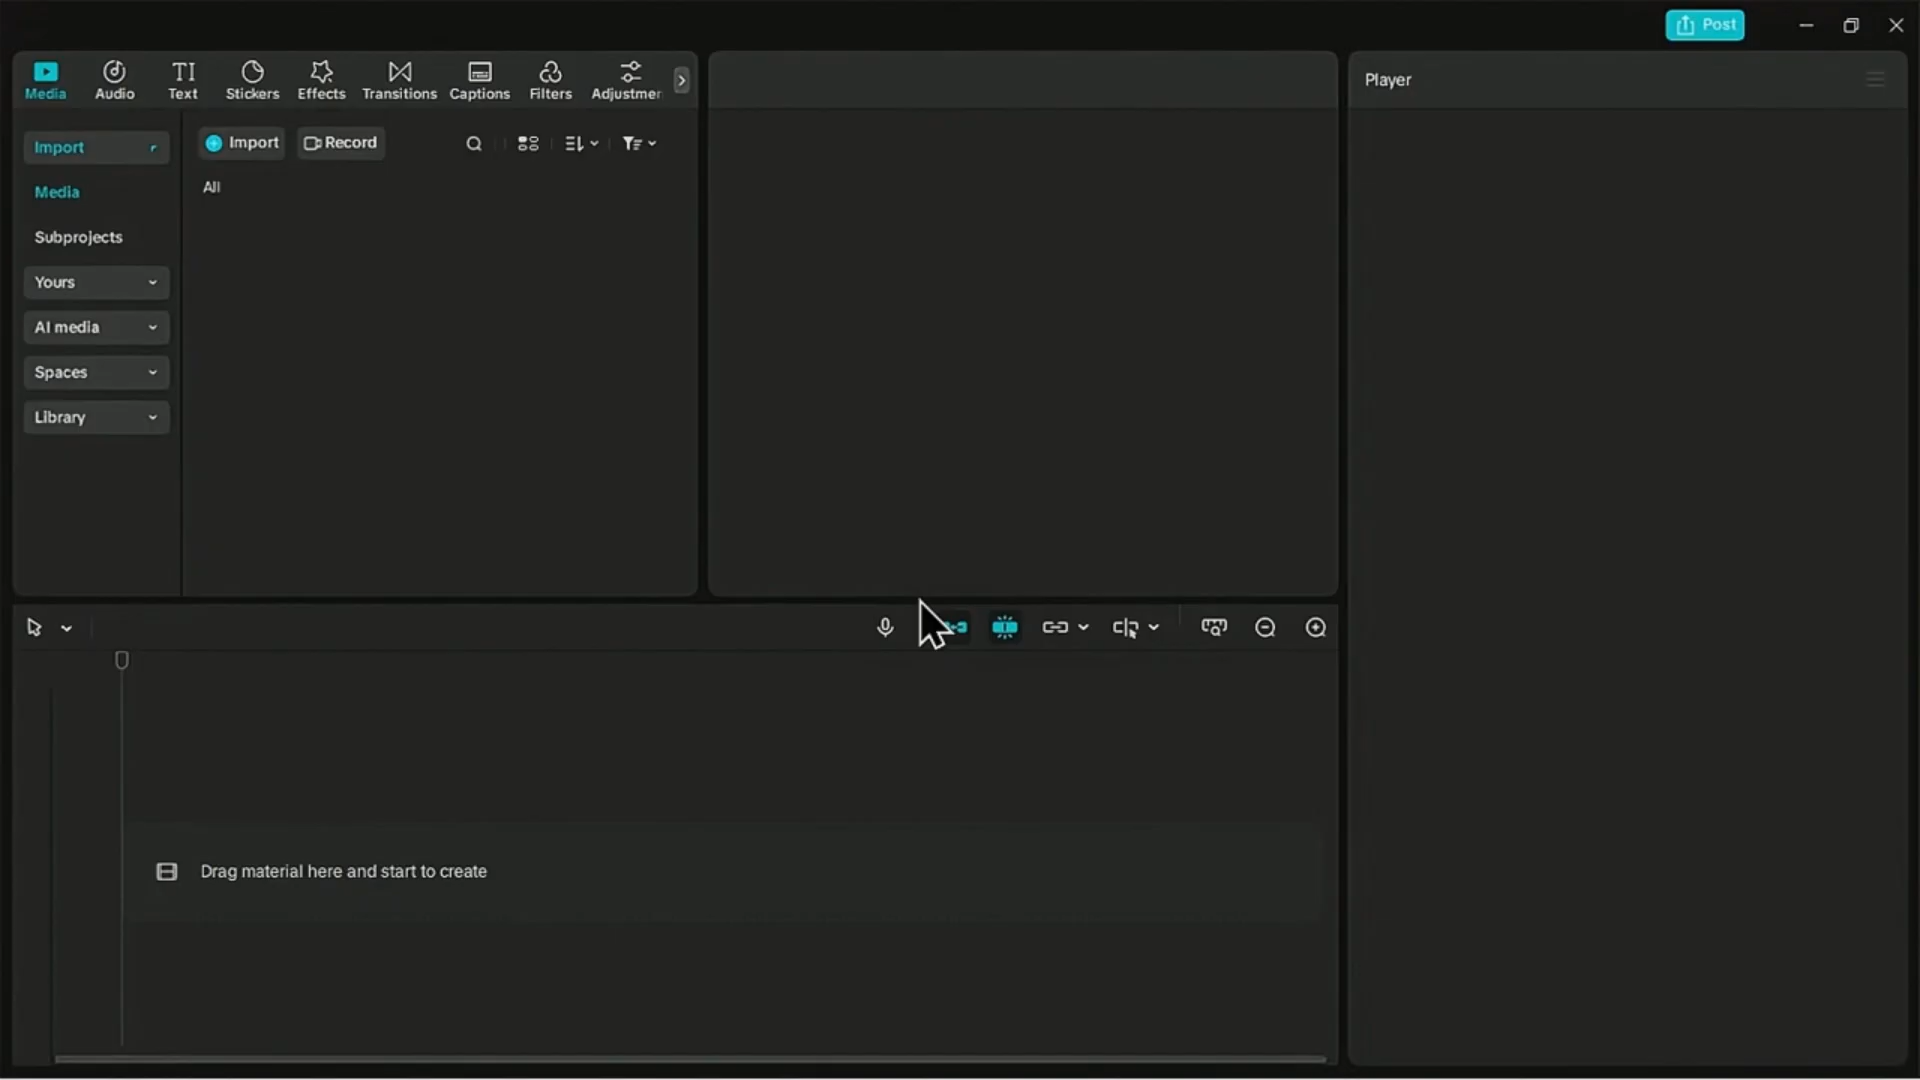 Post
Media
Audio
Text
Stickers
Effects
Transitions
Captions
Filters
Adjustmer
Player
Import
Import
Record
Media
All
Subprojects
Yours
AI media
Spaces
Library
Drag material here and start to create